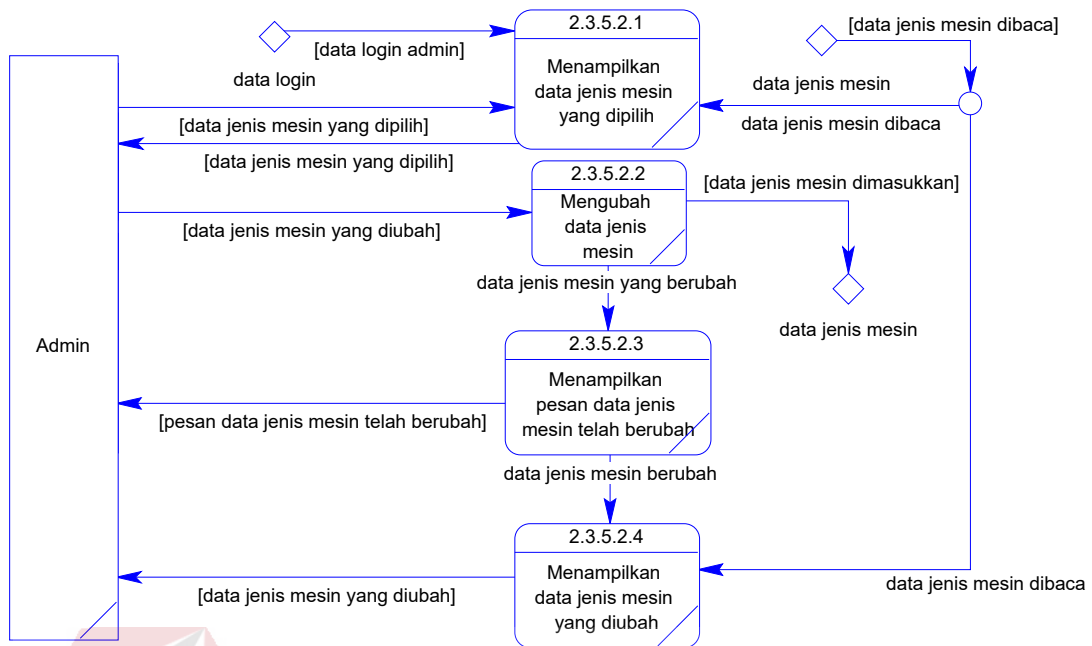 2.3.5.2.1
[data jenis mesin dibaca]
[data login admin]
Menampilkan
data jenis mesin
yang dipilih
data login
data jenis mesin
[data jenis mesin yang dipilih]
data jenis mesin dibaca
[data jenis mesin yang dipilih]
2.3.5.2.2
[data jenis mesin dimasukkan]
Mengubah
data jenis
mesin
[data jenis mesin yang diubah]
data jenis mesin yang berubah
data jenis mesin
Admin
2.3.5.2.3
Menampilkan
pesan data jenis
mesin telah berubah
[pesan data jenis mesin telah berubah]
data jenis mesin berubah
2.3.5.2.4
Menampilkan
data jenis mesin
yang diubah
data jenis mesin dibaca
[data jenis mesin yang diubah]